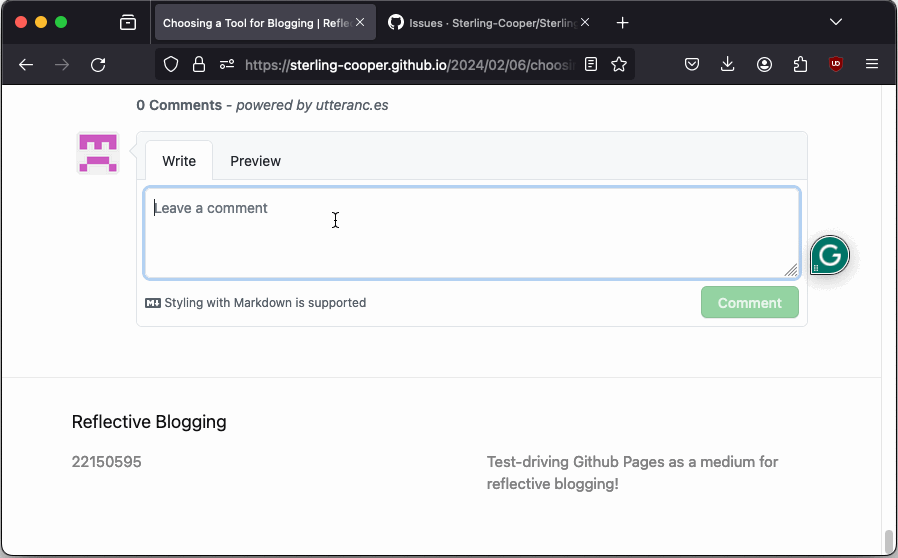 Choosing a Tool for Blogging | Refle
Issues · Sterling-Cooper/Sterling
https://sterling-cooper.github.io/2024/02/06/choosi
0 Comments - powered by utteranc.es
Write
Preview
Leave a comment
G
Styling with Markdown is supported
Comment
Reflective Blogging
22150595
Test-driving Github Pages as a medium for
reflective blogging!